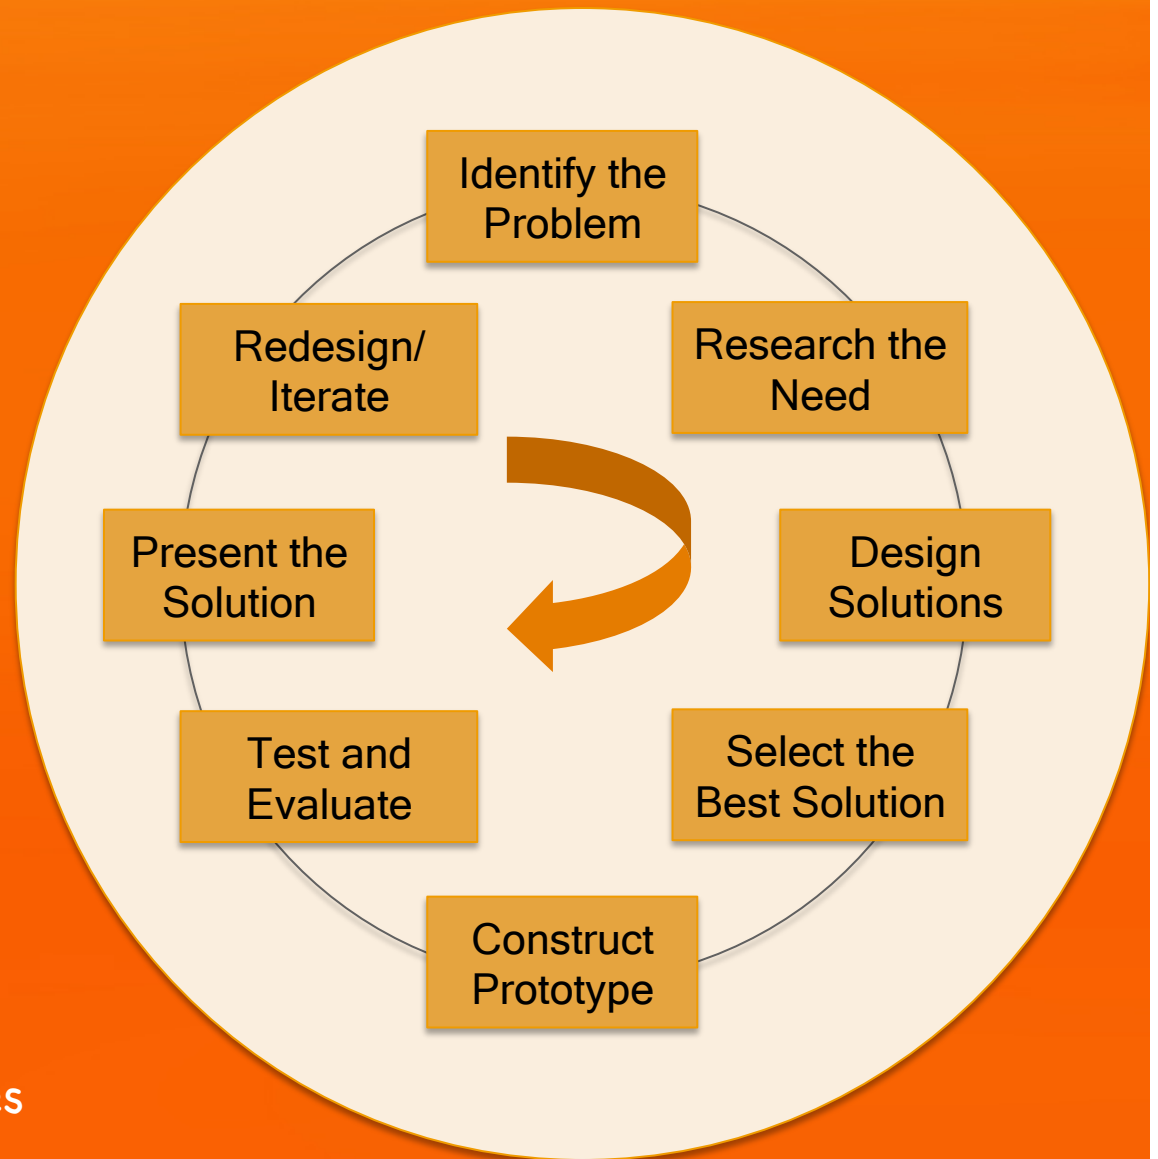 Identify the
Problem
Research the
Need
Design
Solutions
Select the
Best Solution
Construct
Prototype
Test and
Evaluate
Present the
Solution
Redesign/
Iterate